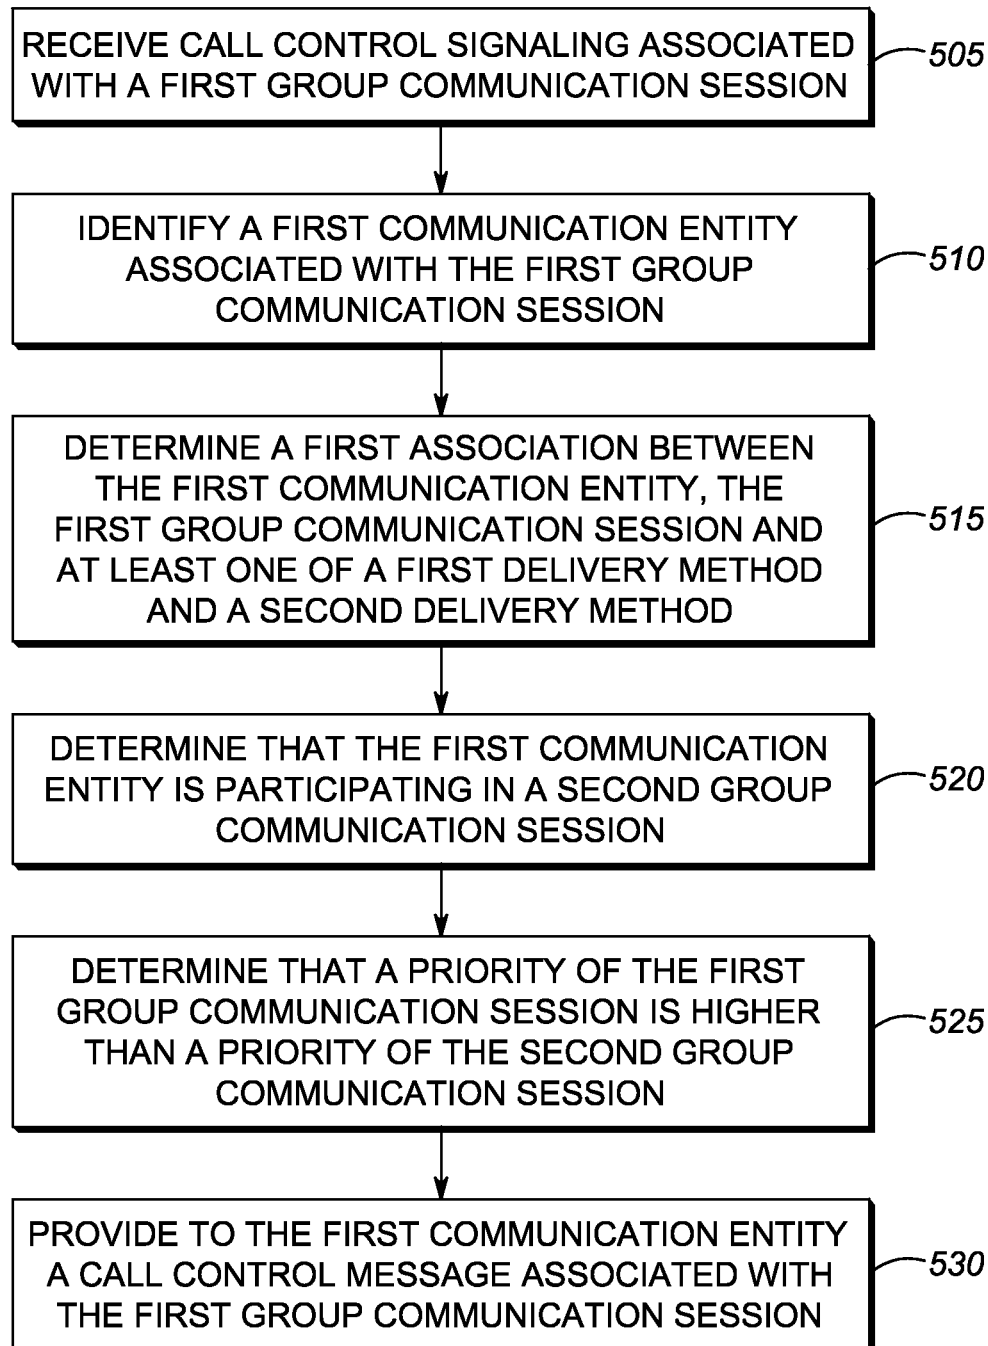 RECEIVE CALL CONTROL SIGNALING ASSOCIATED
WITH A FIRST GROUP COMMUNICATION SESSION
505
IDENTIFY A FIRST COMMUNICATION ENTITY
ASSOCIATED WITH THE FIRST GROUP
COMMUNICATION SESSION
510
DETERMINE A FIRST ASSOCIATION BETWEEN
THE FIRST COMMUNICATION ENTITY, THE
FIRST GROUP COMMUNICATION SESSION AND
AT LEAST ONE OF A FIRST DELIVERY METHOD
AND A SECOND DELIVERY METHOD
515
DETERMINE THAT THE FIRST COMMUNICATION
ENTITY IS PARTICIPATING IN A SECOND GROUP
COMMUNICATION SESSION
520
DETERMINE THAT A PRIORITY OF THE FIRST
GROUP COMMUNICATION SESSION IS HIGHER
THAN A PRIORITY OF THE SECOND GROUP
COMMUNICATION SESSION
525
PROVIDE TO THE FIRST COMMUNICATION ENTITY
A CALL CONTROL MESSAGE ASSOCIATED WITH
THE FIRST GROUP COMMUNICATION SESSION
530